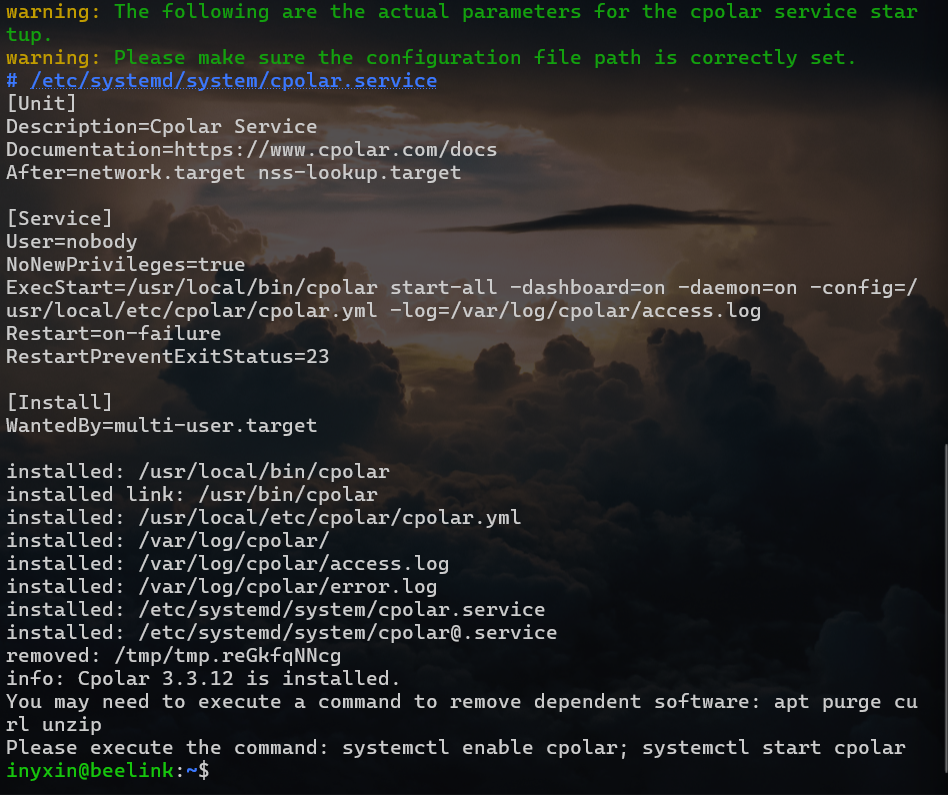 warning: The following are the actual parameters for the cpolar service star
tup.
warning: Please make sure the configuration file path is correctly set.
# /etc/systemd/system/cpolar.service
[Unit]
Description=Cpolar Service
Documentation=https://www.cpolar.com/docs
After=network.target nss-lookup.target
[Service]
User=nobody
NoNewPrivileges=true
ExecStart=/usr/local/bin/cpolar start-all -dashboard=on -daemon=on -config=/
usr/local/etc/cpolar/cpolar.yml -log=/var/log/cpolar/access.log
Restart=on-failure
RestartPreventExitStatus=23
[Install]
WantedBy=multi-user.target
installed: /usr/local/bin/cpolar
installed link: /usr/bin/cpolar
installed: /usr/local/etc/cpolar/cpolar.yml
installed: /var/log/cpolar/
installed: /var/log/cpolar/access.log
installed: /var/log/cpolar/error.log
installed: /etc/systemd/system/cpolar.service
installed: /etc/systemd/system/cpolar@.service
removed: /tmp/tmp.reGkfqNNcg
info: Cpolar 3.3.12 is installed.
You may need to execute a command to remove dependent software: apt purge cu
rl unzip
Please execute the command: systemctl enable cpolar; systemctl start cpolar
inyxin@beelink:~$